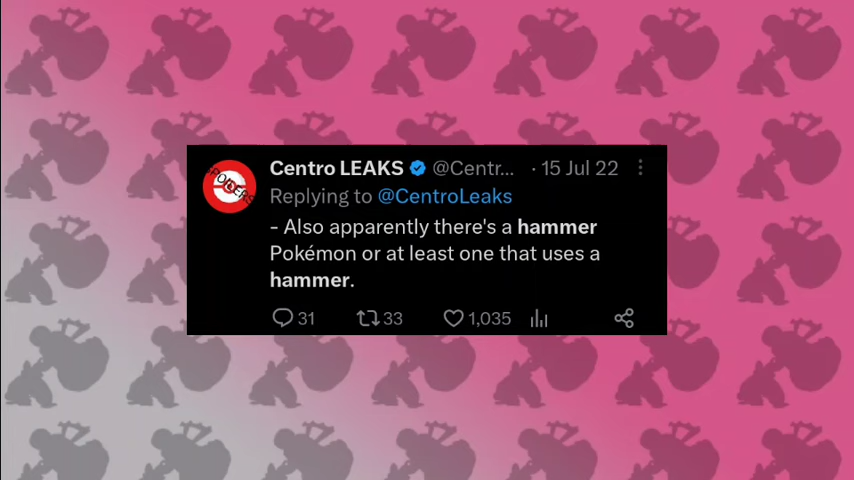 SPOILERS
Centro LEAKS @Centr... · 15 Jul 22
Replying to @CentroLeaks
- Also apparently there's a hammer
Pokémon or at least one that uses a
hammer.
31 33 1,035